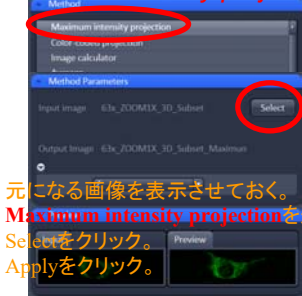 Method
Maximum intensity projection
Color-coded projection
Image calculator
Method Parameters
Input image 63x_ZOOM1X_3D_Subset Select
Output Image 63x_ZOOM1X_3D_Subset_Maximum
元になる画像を表示させておく。
Maximum intensity projectionを
Selectをクリック。
Preview
Applyをクリック。